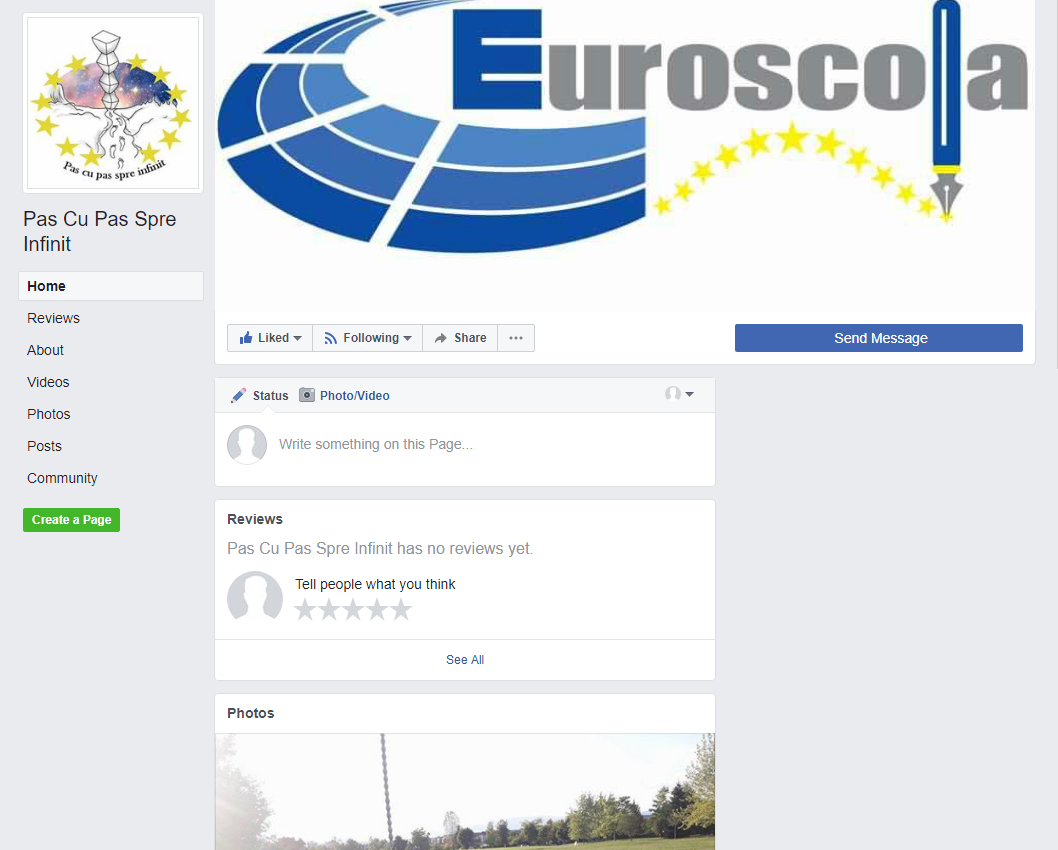 Euroscola
Pas cu pas spre infinit
Pas Cu Pas Spre
Infinit
Home
Reviews
About
Videos
Photos
Posts
Community
Create a Page
Liked
Following
Share
Send Message
Status
Photo/Video
Write something on this Page...
Reviews
Pas Cu Pas Spre Infinit has no reviews yet.
Tell people what you think
See All
Photos